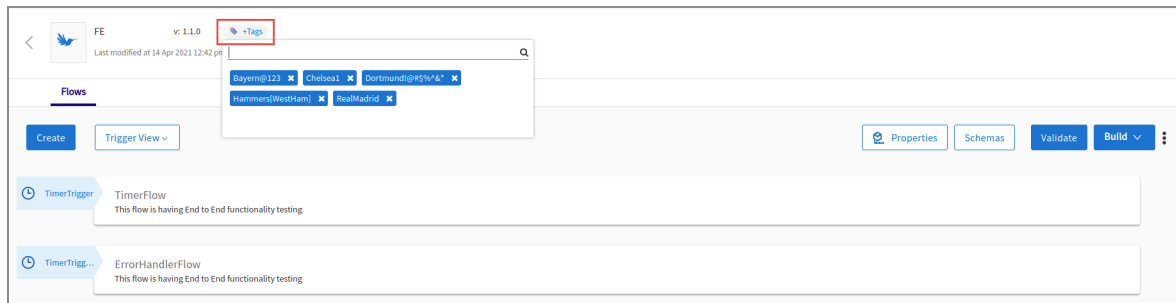 FE v: 1.1.0 +Tags
Last modified at 14 Apr 2021 12:42 pm
Bayern@123 Chelsea1 Dortmund!@#$%^&*
Hammers[WestHam] RealMadrid
Flows
Create Trigger View Properties Schemas Validate Build
TimerTrigger TimerFlow
This flow is having End to End functionality testing
TimerTrigg... ErrorHandlerFlow
This flow is having End to End functionality testing